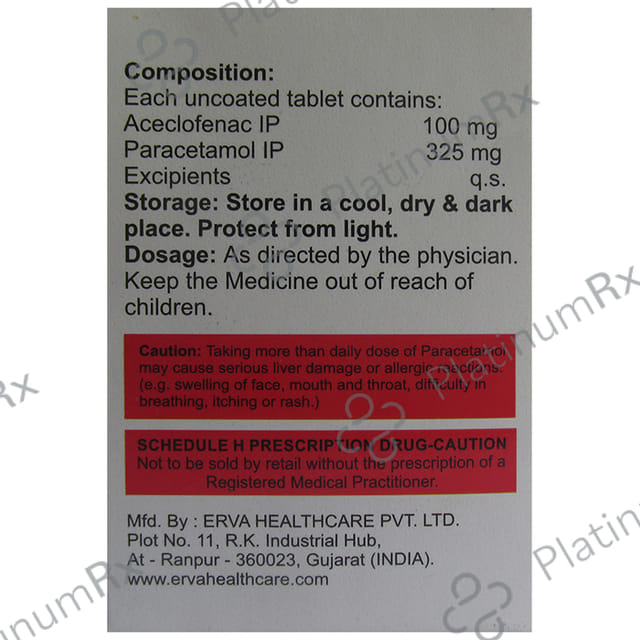 Composition:
Each uncoated tablet contains:
Aceclofenac IP 100 mg
Paracetamol IP 325 mg
Excipients q.s.
Storage: Store in a cool, dry & dark
place. Protect from light.
Dosage: As directed by the physician.
Keep the Medicine out of reach of
children.
Caution: Taking more than daily dose of Paracetamol
may cause serious liver damage or allergic reactions.
(e.g. swelling of face, mouth and throat, difficulty in
breathing, itching or rash.)
SCHEDULE H PRESCRIPTION DRUG-CAUTION
Not to be sold by retail without the prescription of a
Registered Medical Practitioner.
Mfd. By : ERVA HEALTHCARE PVT. LTD.
Plot No. 11, R.K. Industrial Hub,
At - Ranpur - 360023, Gujarat (INDIA).
www.ervahealthcare.com
PlatinumRx
PlatinumRx
PlatinumRx
PlatinumRx